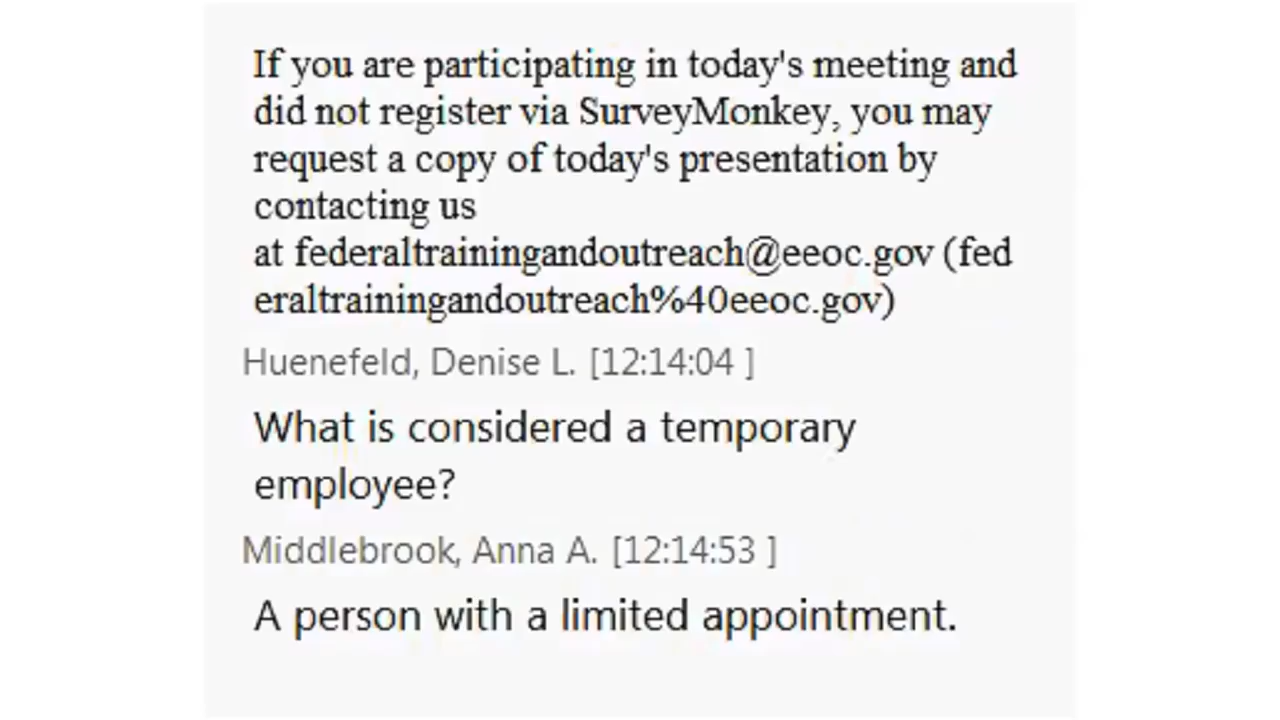 If you are participating in today's meeting and
did not register via SurveyMonkey, you may
request a copy of today's presentation by
contacting us
at federaltrainingandoutreach@eeoc.gov (fed
eraltrainingandoutreach%40eeoc.gov)
Huenefeld, Denise L. [12:14:04 ]
What is considered a temporary
employee?
Middlebrook, Anna A. [12:14:53 ]
A person with a limited appointment.